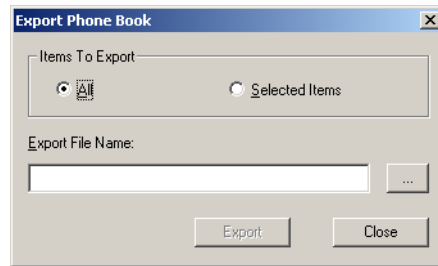 Export Phone Book
Items To Export
All
Selected Items
Export File Name:
...
Export
Close